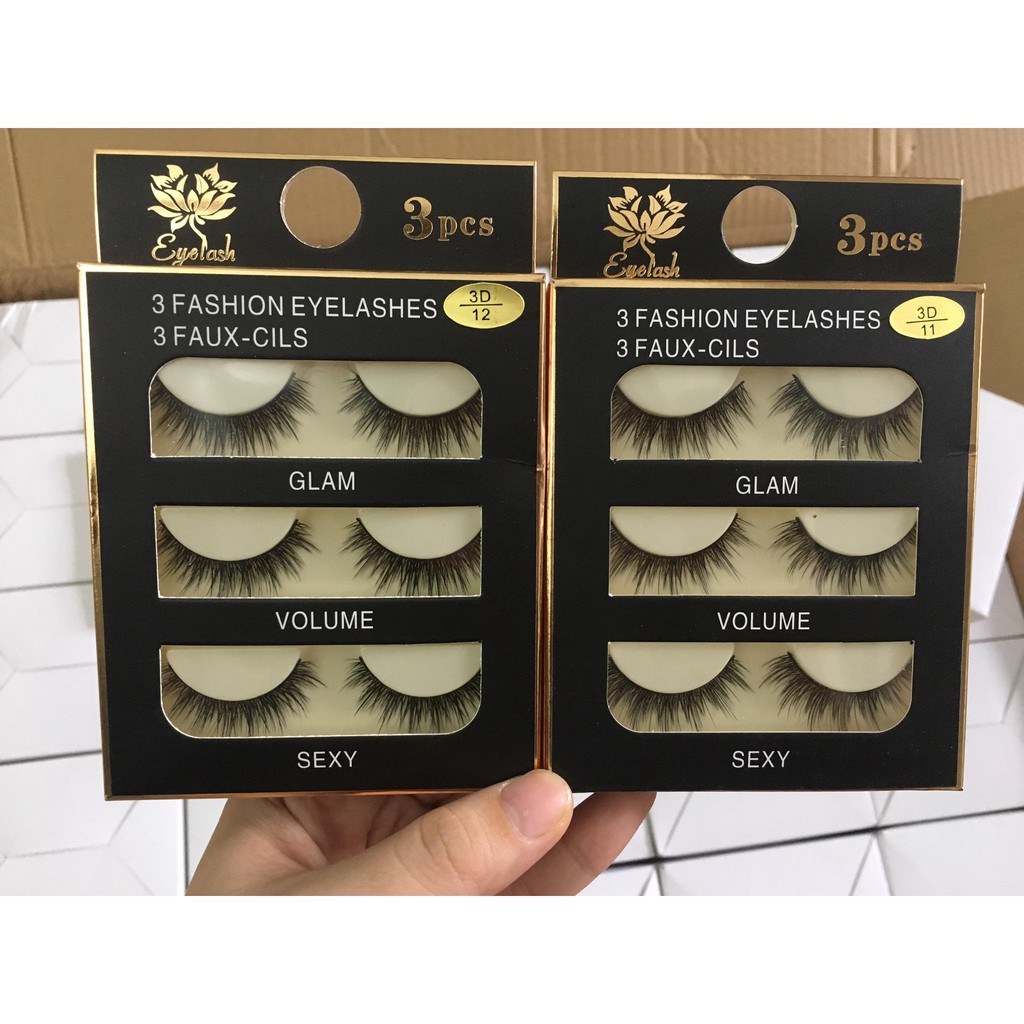 Eyelash
3pcs
3 FASHION EYELASHES
3D
12
3 FAUX-CILS
GLAM
VOLUME
SEXY
Eyelash
3pcs
3 FASHION EYELASHES
3D
11
3 FAUX-CILS
GLAM
VOLUME
SEXY